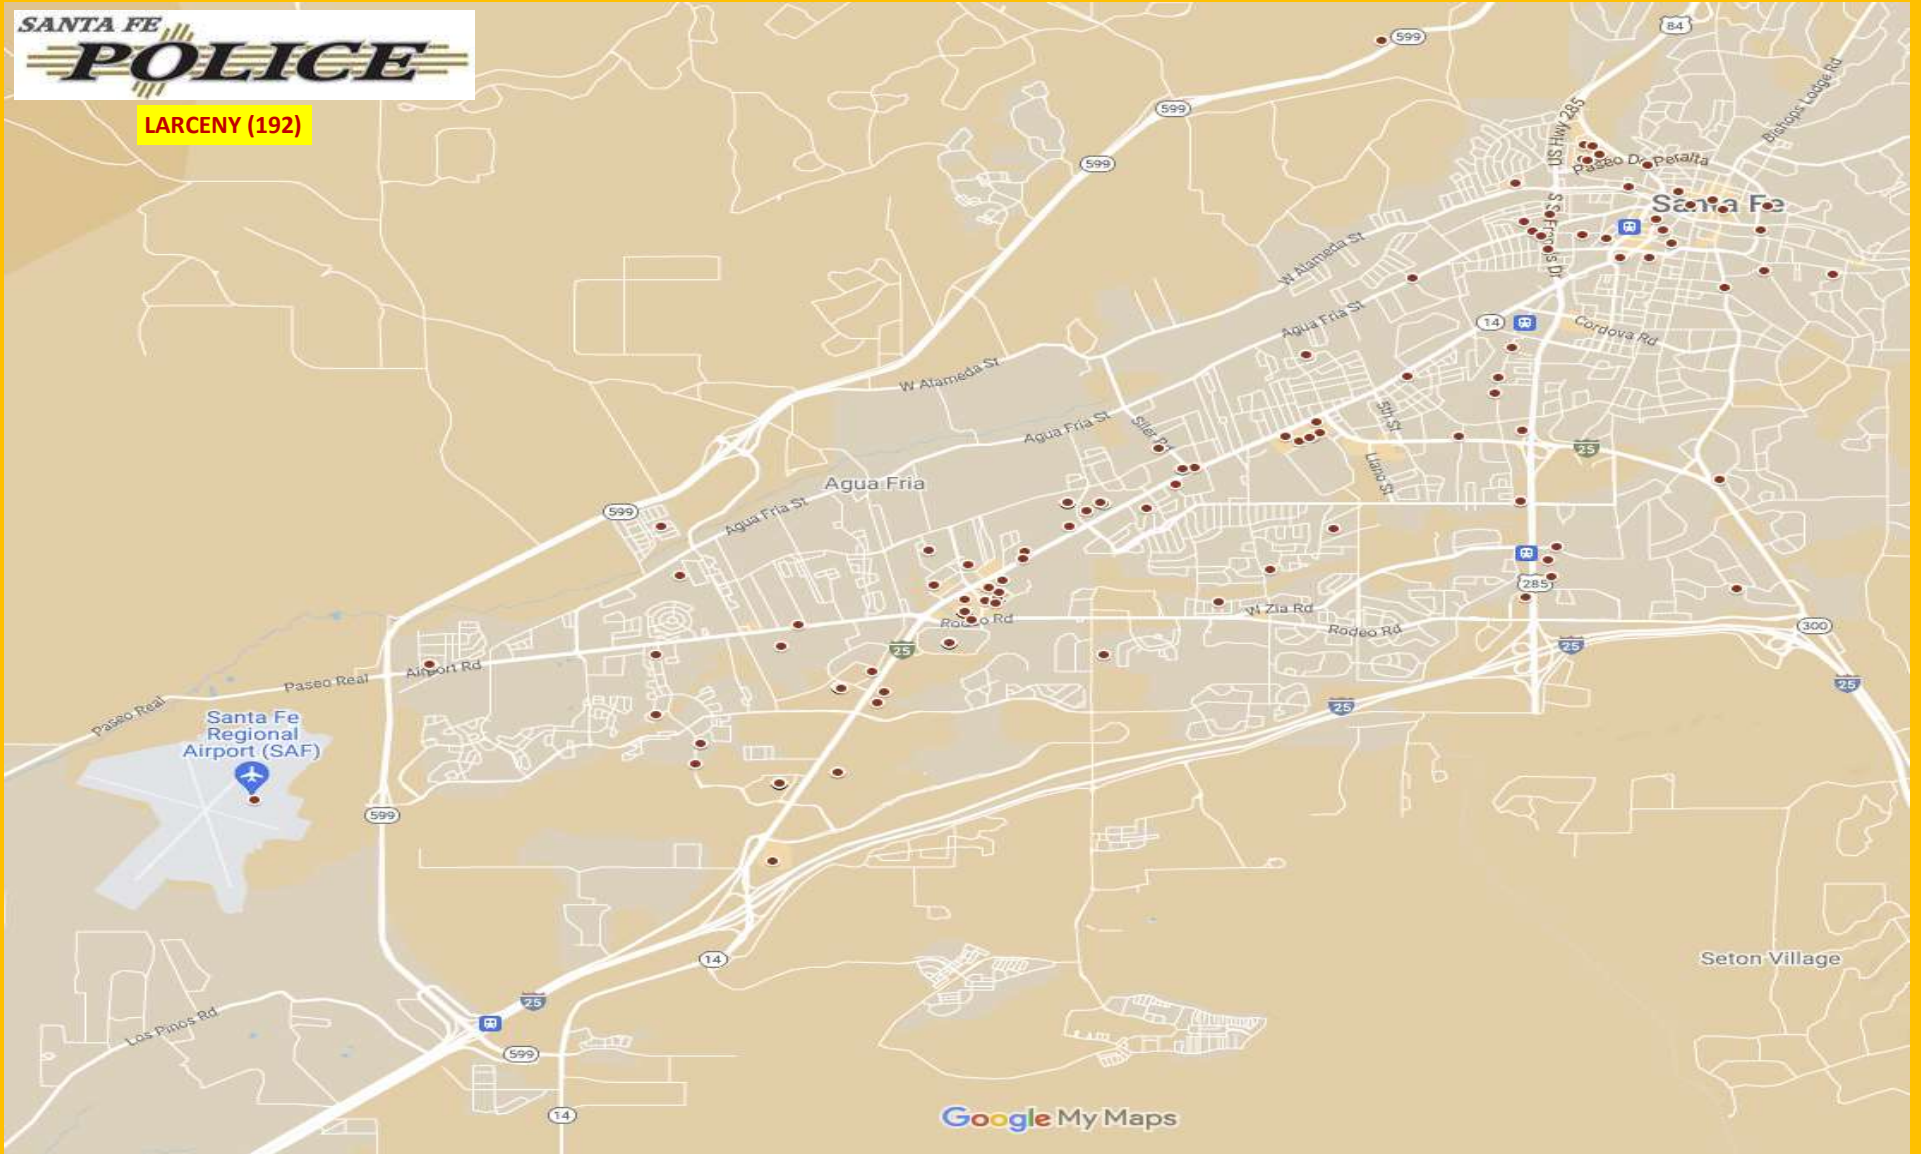 SANTA FE
POLICE
LARCENY (192)
599
84
Bishops Lodge Rd
599
US Hwy 285
599
Paseo De Peralta
Santa Fe
S St Francis Dr
W Alameda St
Agua Fria St
14
Cordova Rd
W Alameda St
5th St
Agua Fria St
Siler Rd
25
Llano St
Agua Fria
599
Agua Fria St
285
W Zia Rd
Rodeo Rd
Rodeo Rd
300
25
25
Airport Rd
Paseo Real
25
Paseo Real
25
Santa Fe
Regional
Airport (SAF)
599
14
Seton Village
25
Los Pinos Rd
599
14
Google My Maps